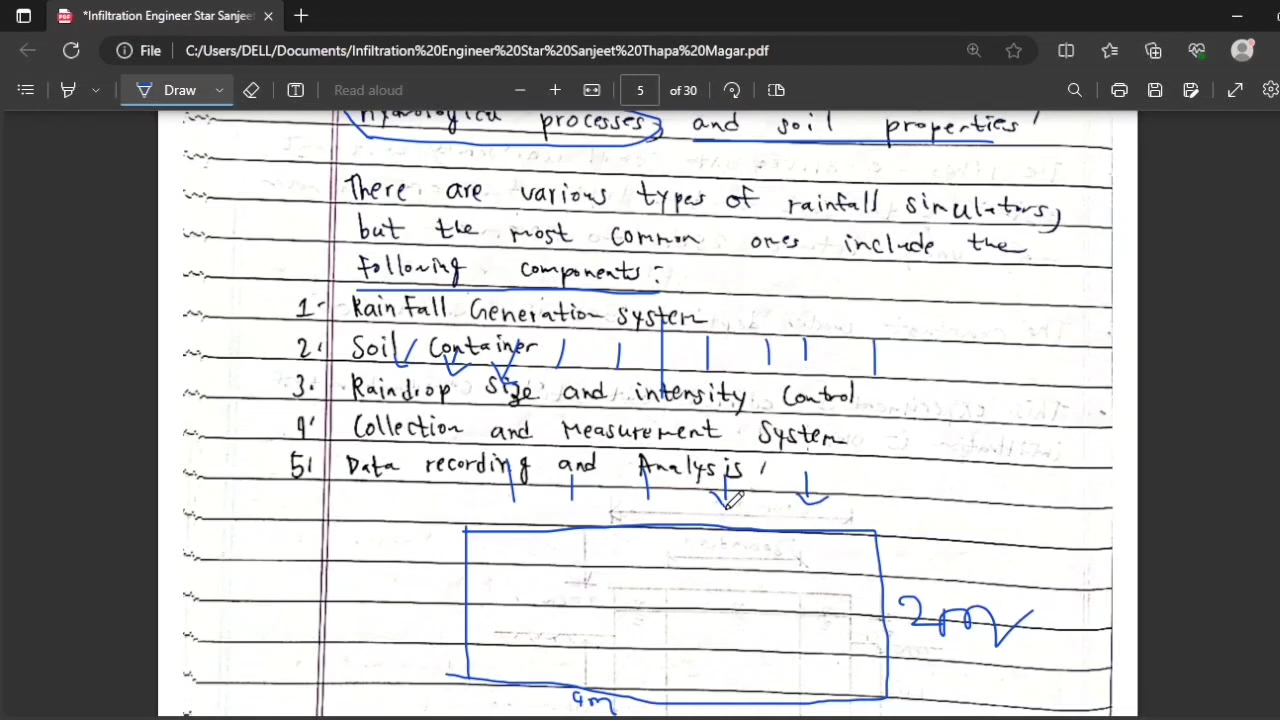 *Infiltration Engineer Star Sanjee
File C:/Users/DELL/Documents/Infiltration%20Engineer%20Star%20Sanjeet%20Thapa%20Magar.pdf
Draw Read aloud 5 of 30
hydrological processes and soil properties'
There are various types of rainfall simulators,
but the most common ones include the
following components:
1. Rainfall Generation system
2. Soil Container
3. Raindrop size and intensity Control
4. Collection and Measurement System
5. Data recording and Analysis
2m
4m